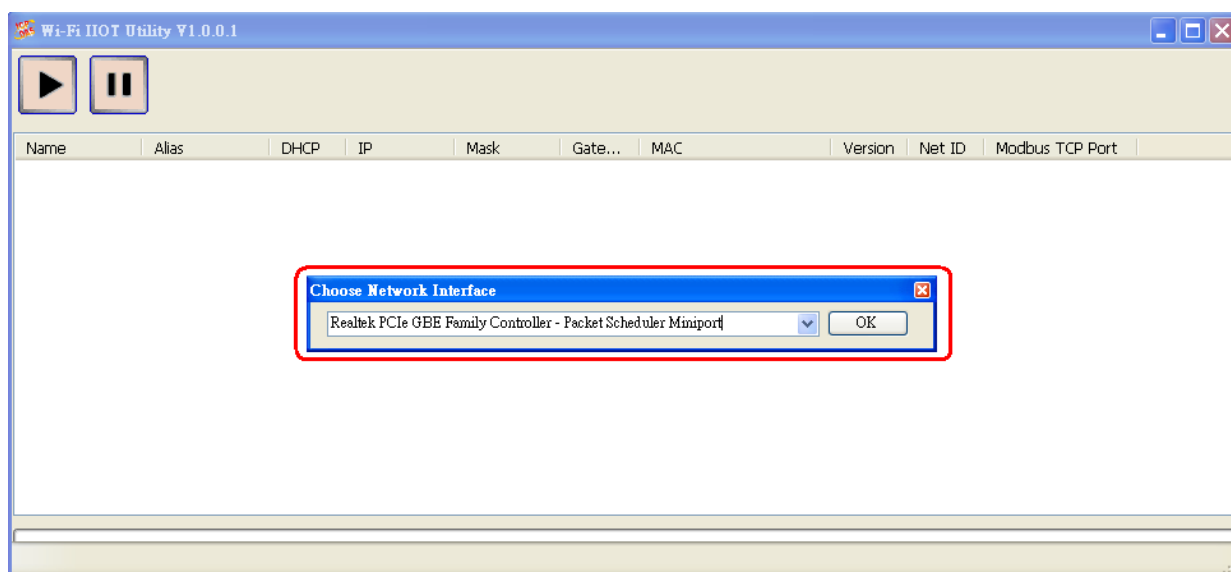 Wi-Fi IIOT Utility V1.0.0.1
Name Alias DHCP IP Mask Gate... MAC Version Net ID Modbus TCP Port
Choose Network Interface
Realtek PCIe GBE Family Controller - Packet Scheduler Miniport
OK